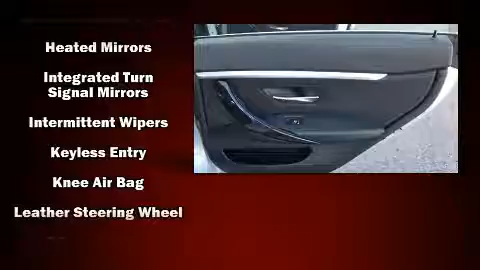 Heated Mirrors
Integrated Turn
Signal Mirrors
Intermittent Wipers
Keyless Entry
Knee Air Bag
Leather Steering Wheel